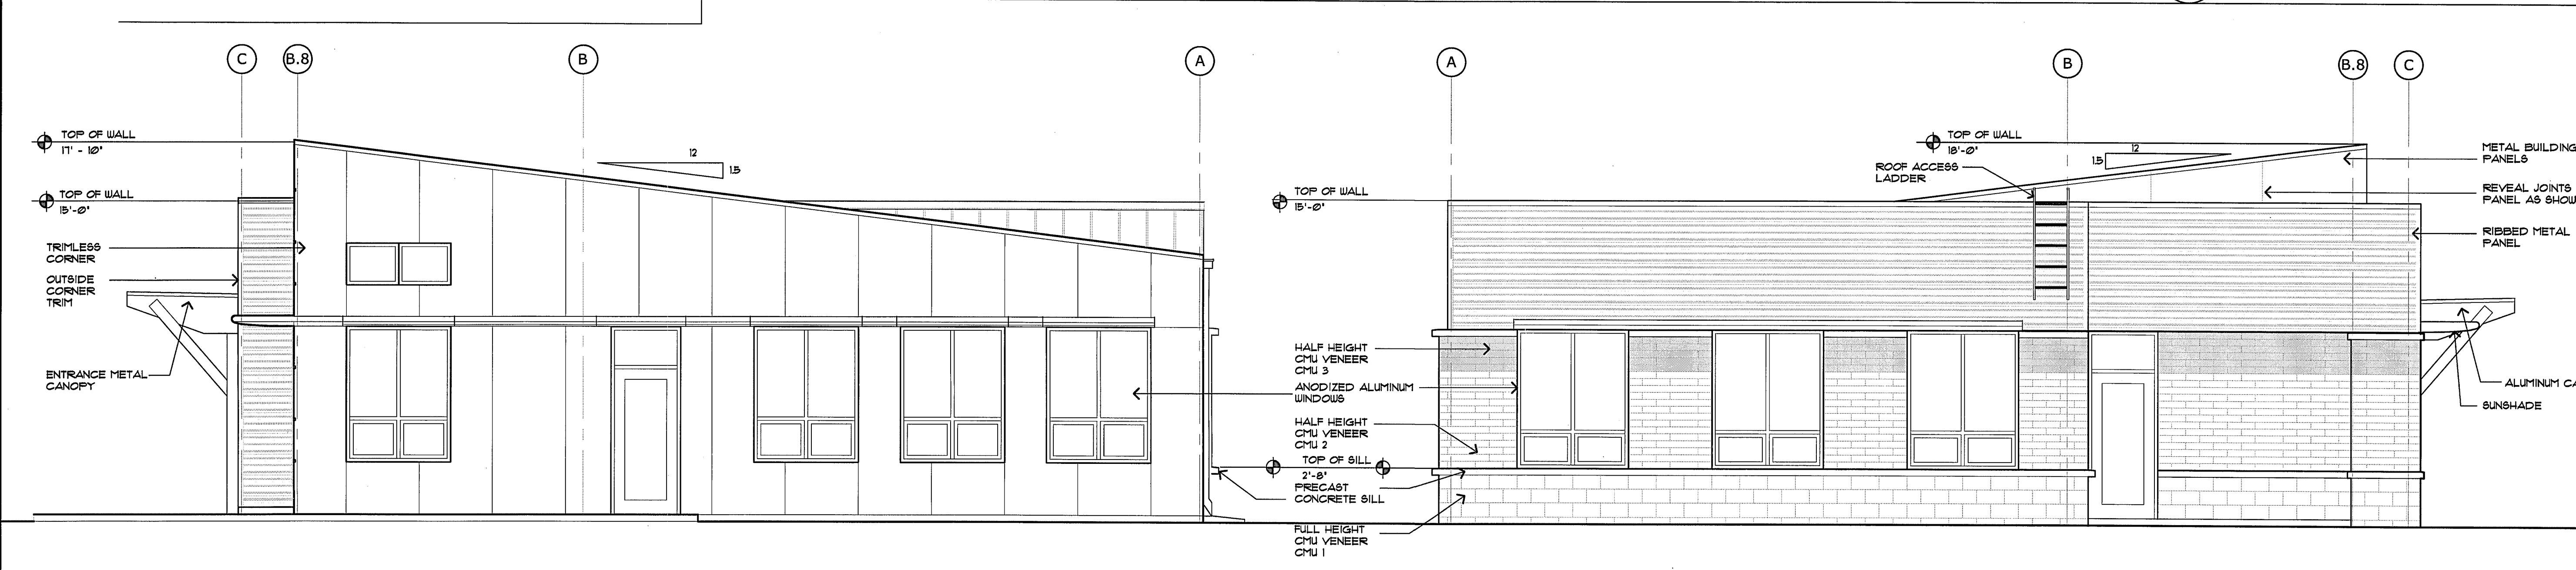 C
B.8
B
A
TOP OF WALL
17' - 10"
12
1.5
TOP OF WALL
15'-0"
TRIMLESS
CORNER
OUTSIDE
CORNER
TRIM
ENTRANCE METAL
CANOPY
A
B
B.8
C
TOP OF WALL
18'-0"
12
1.5
ROOF ACCESS
LADDER
TOP OF WALL
15'-0"
HALF HEIGHT
CMU VENEER
CMU 3
ANODIZED ALUMINUM
WINDOWS
HALF HEIGHT
CMU VENEER
CMU 2
TOP OF SILL
2'-8"
PRECAST
CONCRETE SILL
FULL HEIGHT
CMU VENEER
CMU 1
METAL BUILDING
PANELS
REVEAL JOINTS
PANEL AS SHOW
RIBBED METAL
PANEL
ALUMINUM CA
SUNSHADE